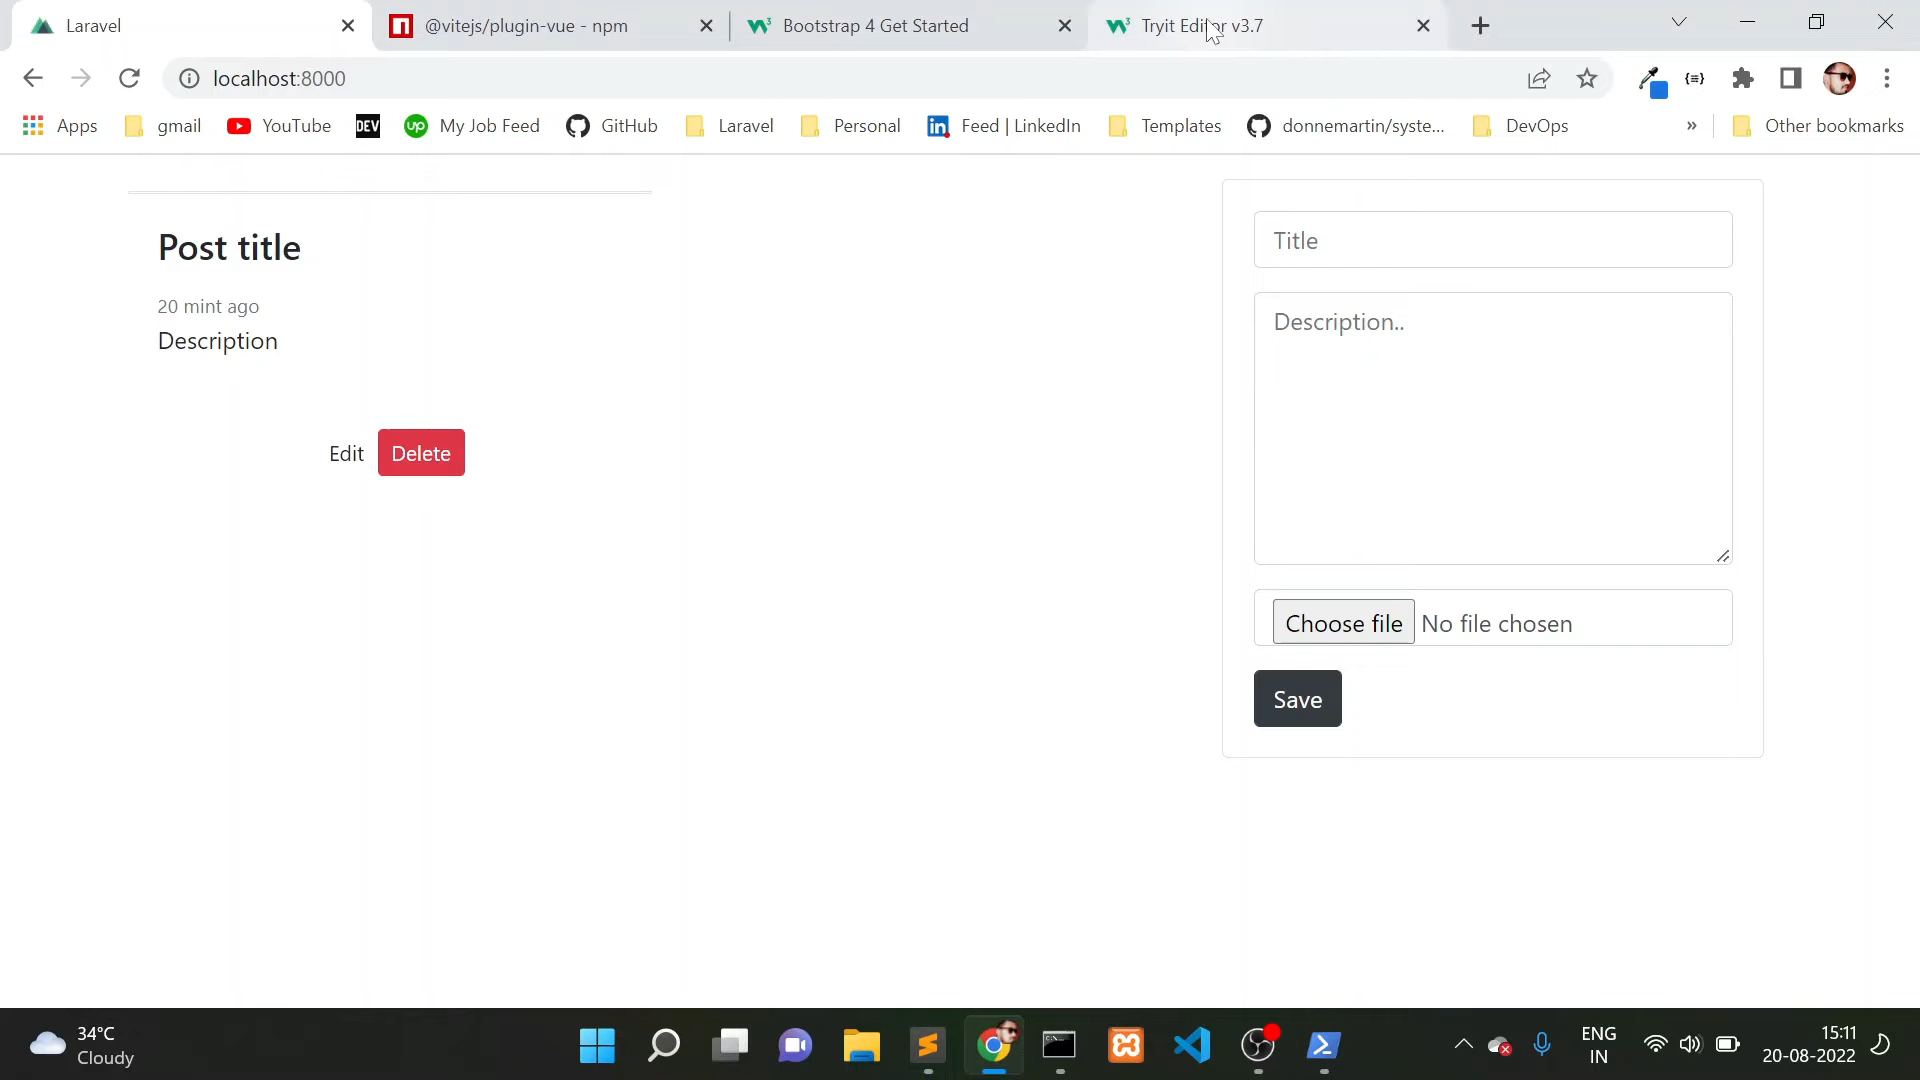 Laravel
@vitejs/plugin-vue - npm
Bootstrap 4 Get Started
Tryit Editor v3.7
localhost:8000
Apps
gmail
YouTube
DEV
up
My Job Feed
GitHub
Laravel
Personal
in
Feed | LinkedIn
Templates
donnemartin/syste...
DevOps
»
Other bookmarks
Post title
20 mint ago
Description
Edit
Delete
Title
Description..
Choose file No file chosen
Save
34°C
Cloudy
ENG
IN
15:11
20-08-2022